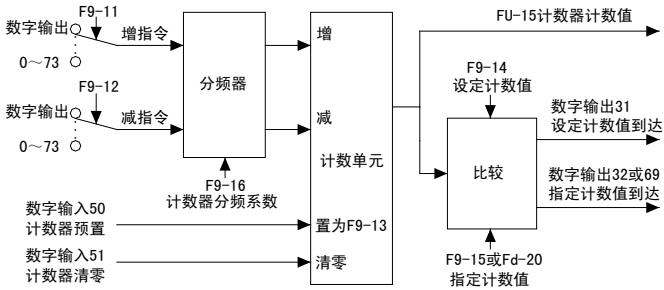 F9-11
数字输出
增指令
0～73
F9-12
数字输出
减指令
0～73
分频器
F9-16
计数器分频系数
数字输入50
计数器预置
数字输入51
计数器清零
增
减
计数单元
置为F9-13
清零
FU-15计数器计数值
F9-14
设定计数值
比较
F9-15或Fd-20
指定计数值
数字输出31
设定计数值到达
数字输出32或69
指定计数值到达